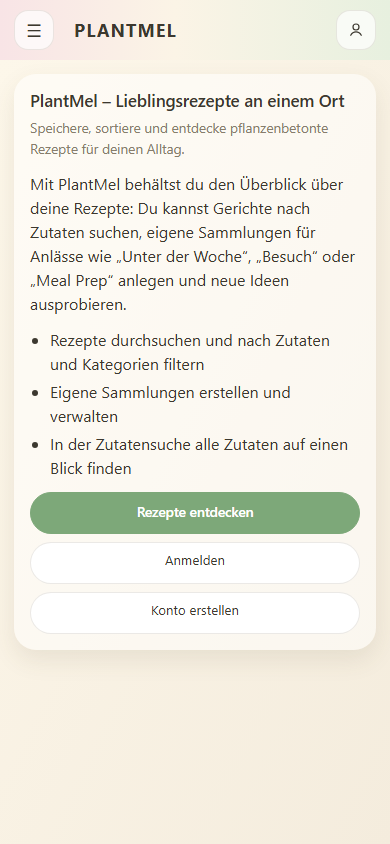 PLANTMEL
PlantMel – Lieblingsrezepte an einem Ort
Speichere, sortiere und entdecke pflanzenbetonte
Rezepte für deinen Alltag.
Mit PlantMel behältst du den Überblick über
deine Rezepte: Du kannst Gerichte nach
Zutaten suchen, eigene Sammlungen für
Anlässe wie „Unter der Woche“, „Besuch“ oder
„Meal Prep“ anlegen und neue Ideen
ausprobieren.
• Rezepte durchsuchen und nach Zutaten
und Kategorien filtern
• Eigene Sammlungen erstellen und
verwalten
• In der Zutatensuche alle Zutaten auf einen
Blick finden
Rezepte entdecken
Anmelden
Konto erstellen